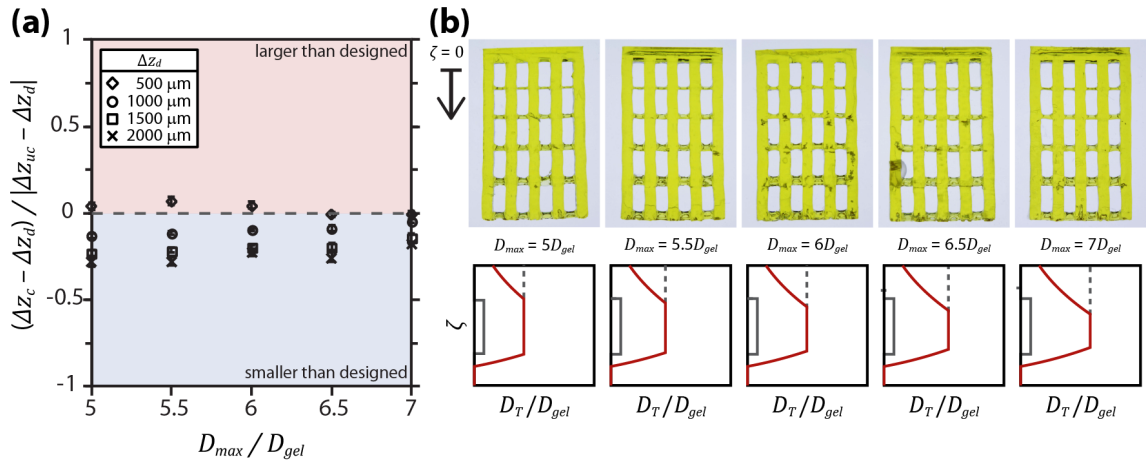 (a)
(Δz_c − Δz_d) / |Δz_uc − Δz_d|
1
0.5
0
-0.5
-1
larger than designed
Δz_d
500 μm
1000 μm
1500 μm
2000 μm
smaller than designed
5
5.5
6
6.5
7
D_max / D_gel
(b)
ζ = 0
D_max = 5D_gel
D_max = 5.5D_gel
D_max = 6D_gel
D_max = 6.5D_gel
D_max = 7D_gel
ζ
D_T/D_gel
D_T/D_gel
D_T/D_gel
D_T/D_gel
D_T/D_gel